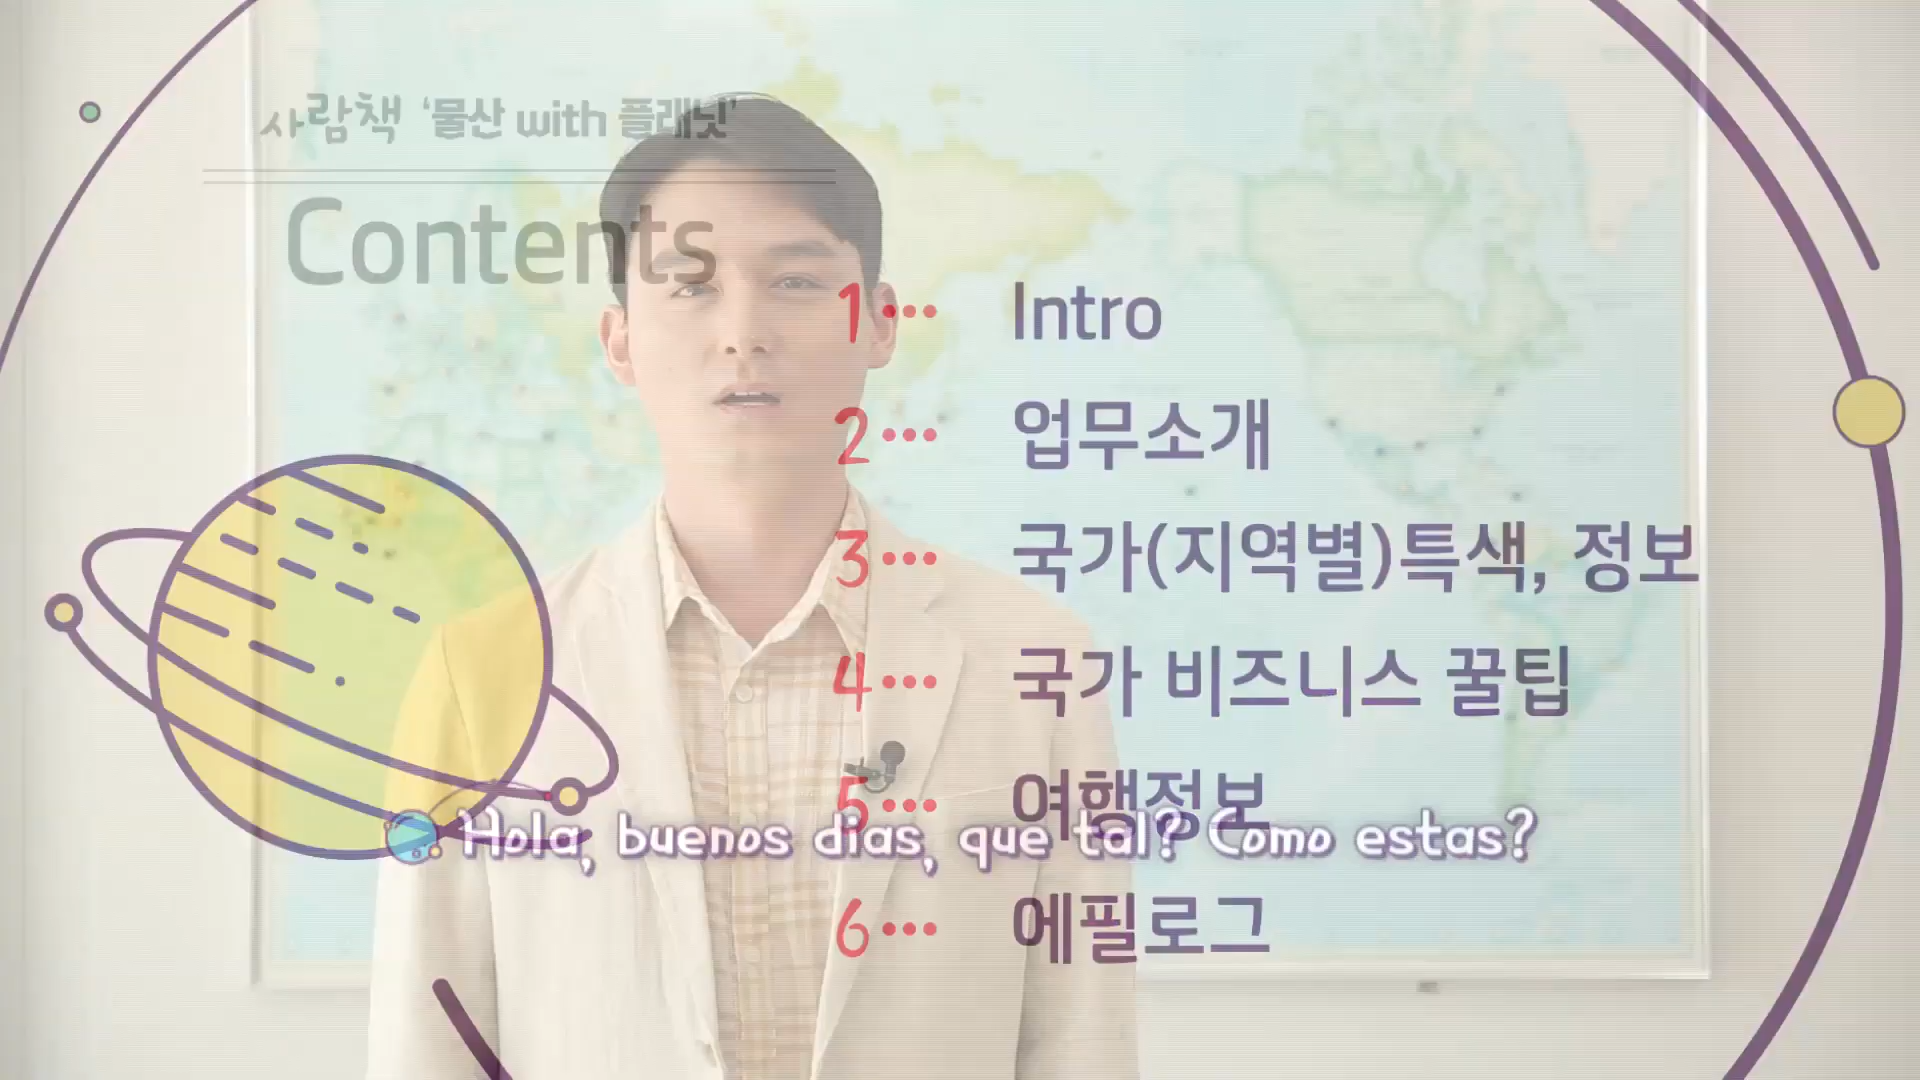 사람책 '물산 with 플래닛'
Contents
1… Intro
2… 업무소개
3… 국가(지역별)특색, 정보
4… 국가 비즈니스 꿀팁
5… 여행정보
Hola, buenos dias, que tal? Como estas?
6… 에필로그